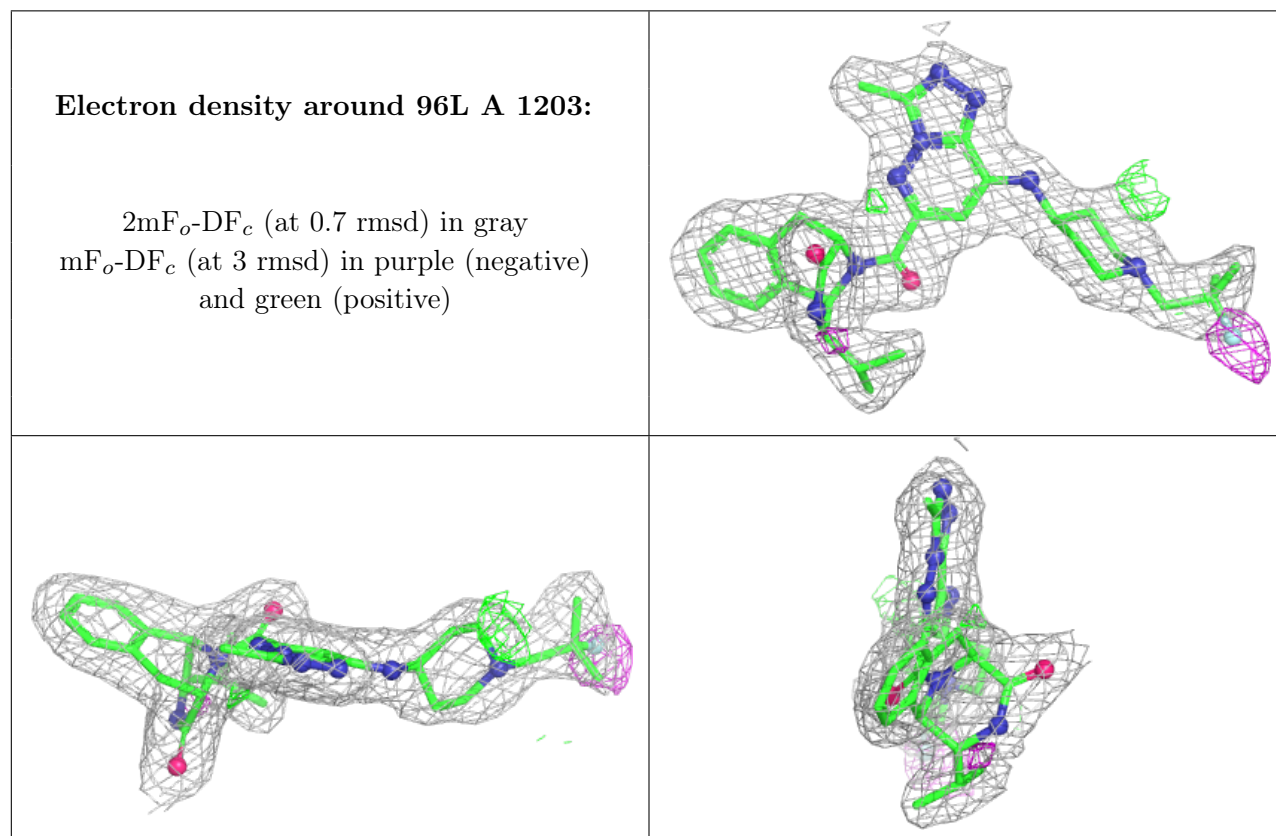 Electron density around 96L A 1203:
2mFo-DFc (at 0.7 rmsd) in gray
mFo-DFc (at 3 rmsd) in purple (negative)
and green (positive)